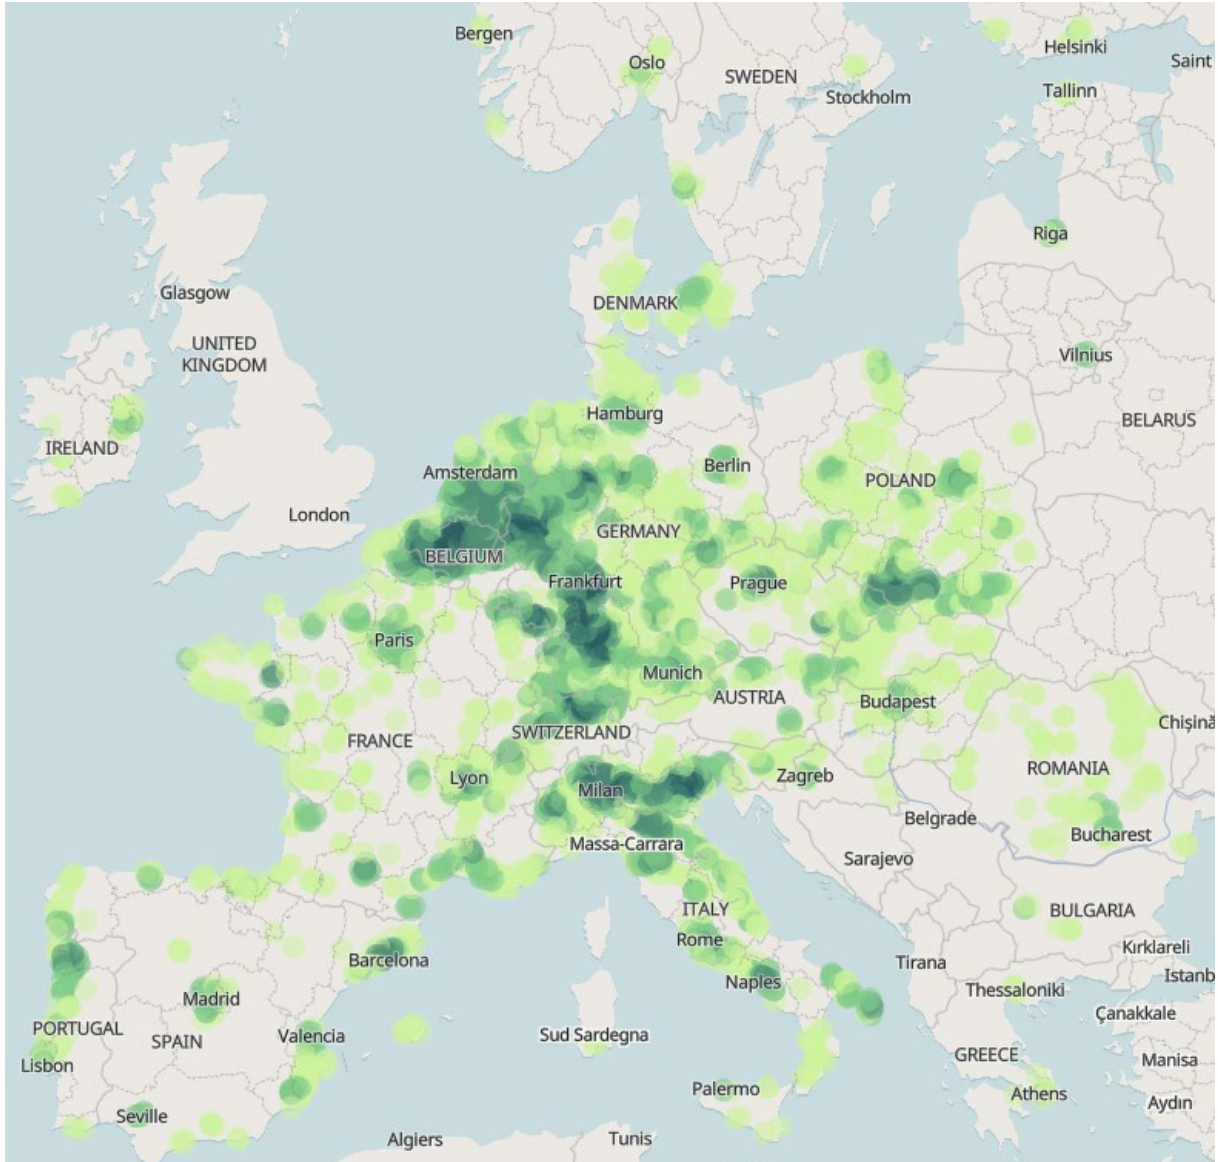 Bergen
Helsinki
Saint
Oslo
SWEDEN
Tallinn
Stockholm
Riga
Glasgow
DENMARK
UNITED
KINGDOM
Vilnius
Hamburg
BELARUS
IRELAND
Amsterdam
Berlin
POLAND
London
GERMANY
BELGIUM
Frankfurt
Prague
Paris
Munich
AUSTRIA
Budapest
Chișină
SWITZERLAND
FRANCE
Lyon
Zagreb
ROMANIA
Milan
Belgrade
Bucharest
Massa-Carrara
Sarajevo
ITALY
BULGARIA
Rome
Kırklareli
Barcelona
Tirana
Istanb
Naples
Thessaloniki
Madrid
Çanakkale
PORTUGAL
SPAIN
Valencia
Sud Sardegna
GREECE
Manisa
Lisbon
Palermo
Athens
Aydın
Seville
Algiers
Tunis